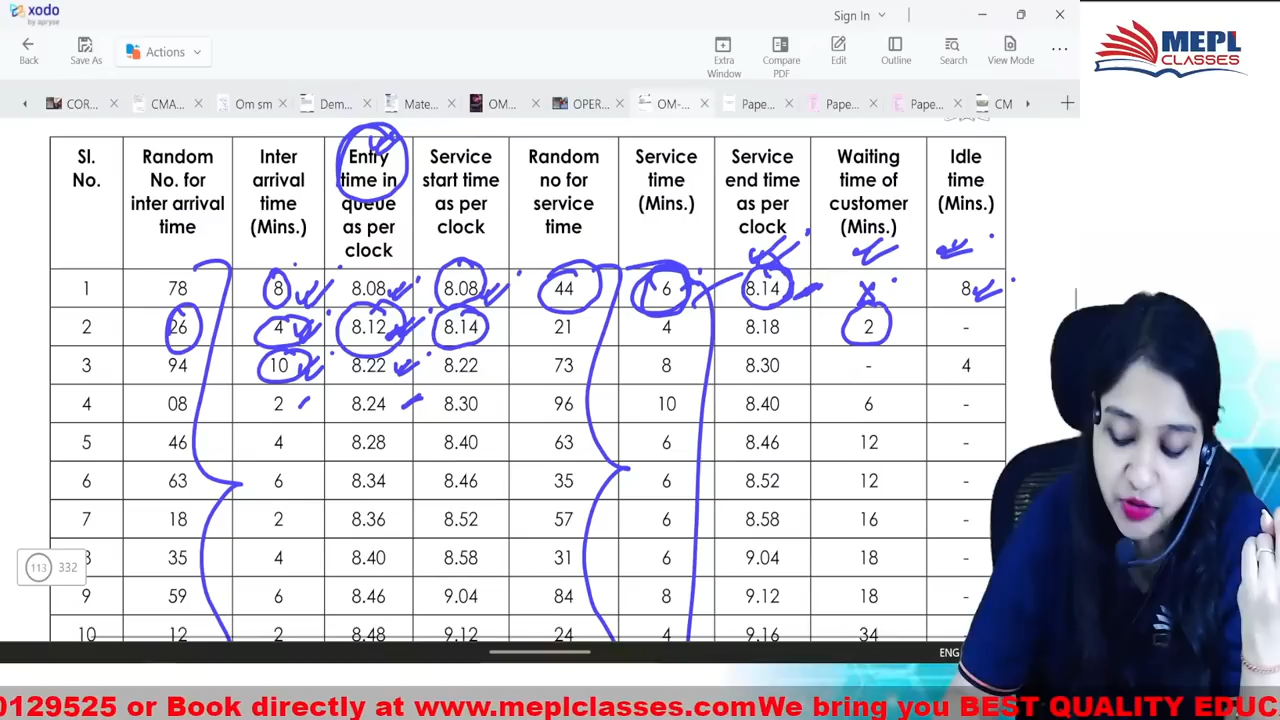 xodo
by apryse
Sign In
Back
Save As
Actions
Extra Window
Compare PDF
Edit
Outline
Search
View Mode
MEPL
CLASSES
COR...
CMA...
Om sm
Dem...
Mate...
OM...
OPER...
OM-...
Pape...
Pape...
Pape...
CM
Sl. No. Random No. for inter arrival time Inter arrival time (Mins.) Entry time in queue as per clock Service start time as per clock Random no for service time Service time (Mins.) Service end time as per clock Waiting time of customer (Mins.) Idle time (Mins.)
1 78 8 8.08 8.08 44 6 8.14 8
2 26 4 8.12 8.14 21 4 8.18 2 -
3 94 10 8.22 8.22 73 8 8.30 - 4
4 08 2 8.24 8.30 96 10 8.40 6 -
5 46 4 8.28 8.40 63 6 8.46 12 -
6 63 6 8.34 8.46 35 6 8.52 12 -
7 18 2 8.36 8.52 57 6 8.58 16 -
8 35 4 8.40 8.58 31 6 9.04 18 -
9 59 6 8.46 9.04 84 8 9.12 18 -
10 12 2 8.48 9.12 24 4 9.16 34 -
113 332
ENG
0129525 or Book directly at www.meplclasses.comWe bring you BEST QUALITY EDUC